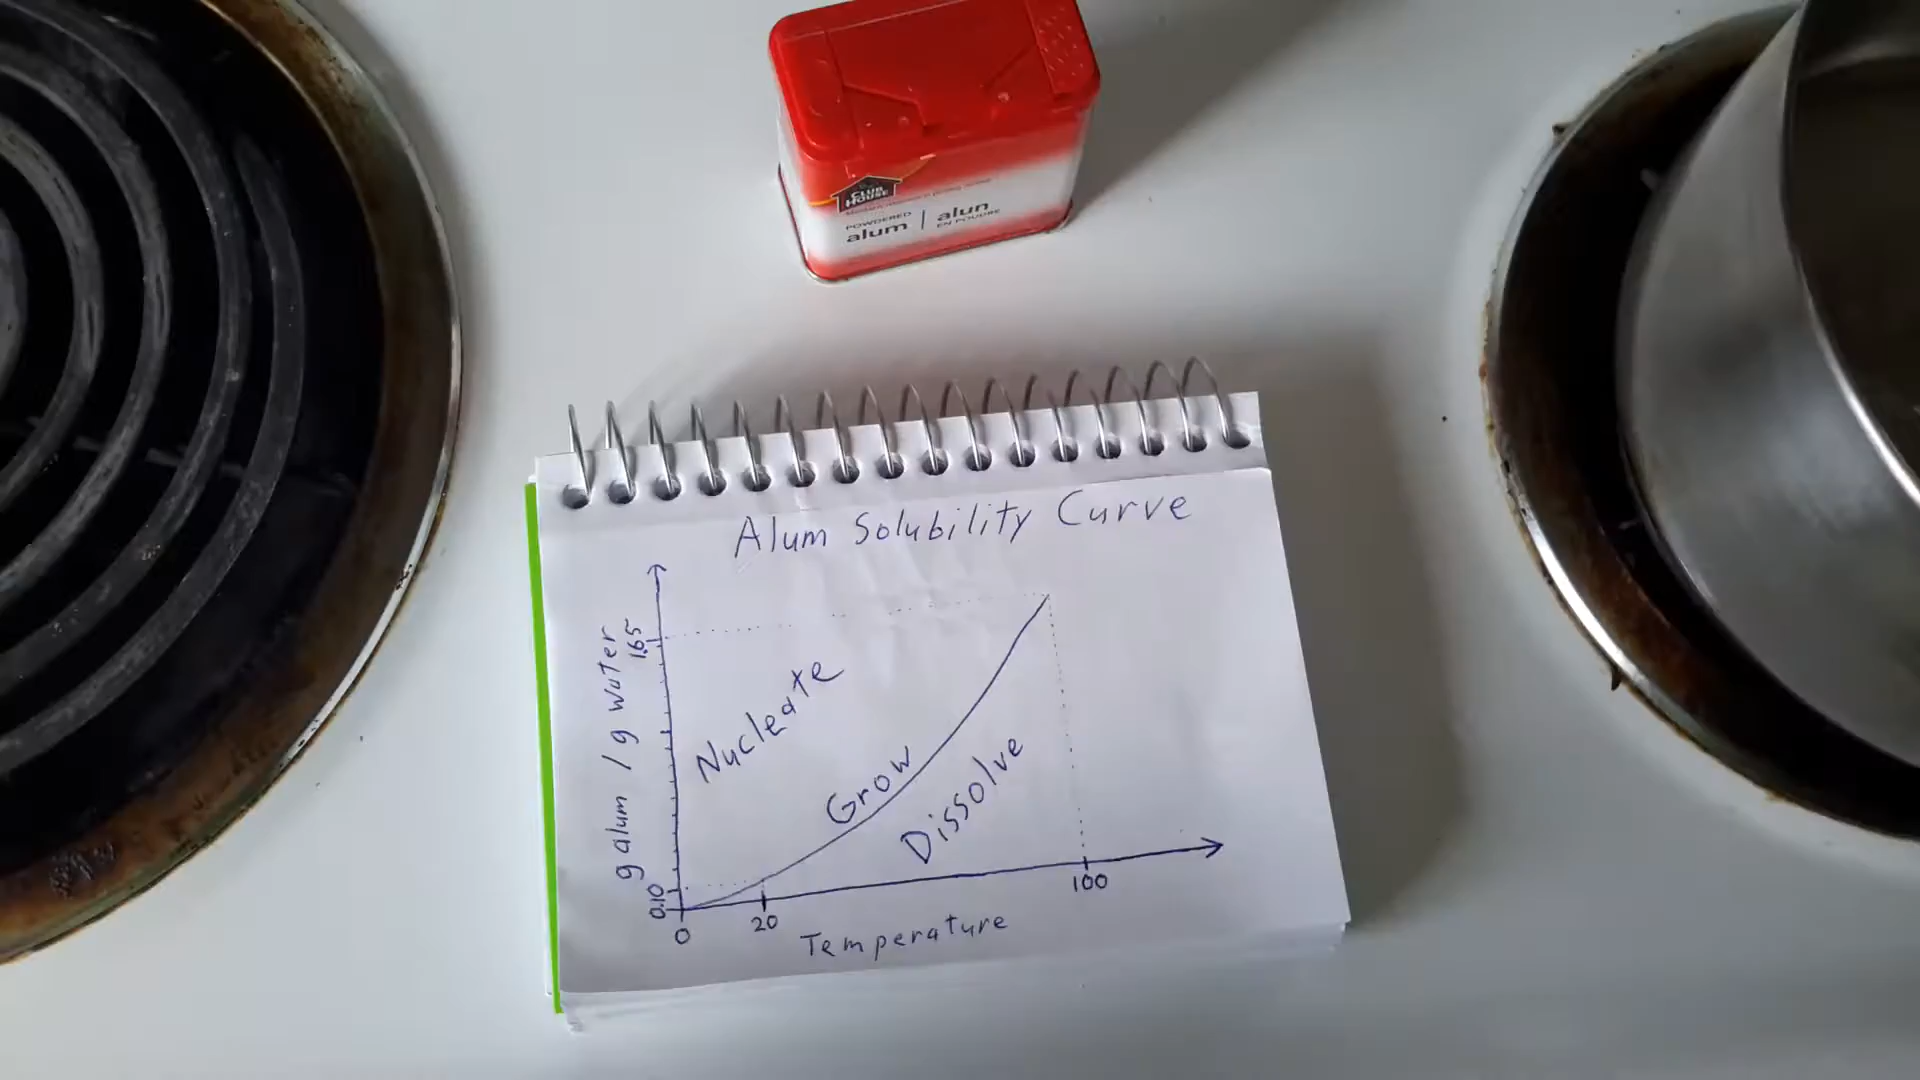 CLUB
HOUSE
POWDERED
alum
alun
EN POUDRE
Alum Solubility Curve
g alum / g water
1.65
0.10
Nucleate
Grow
Dissolve
0
20
100
Temperature